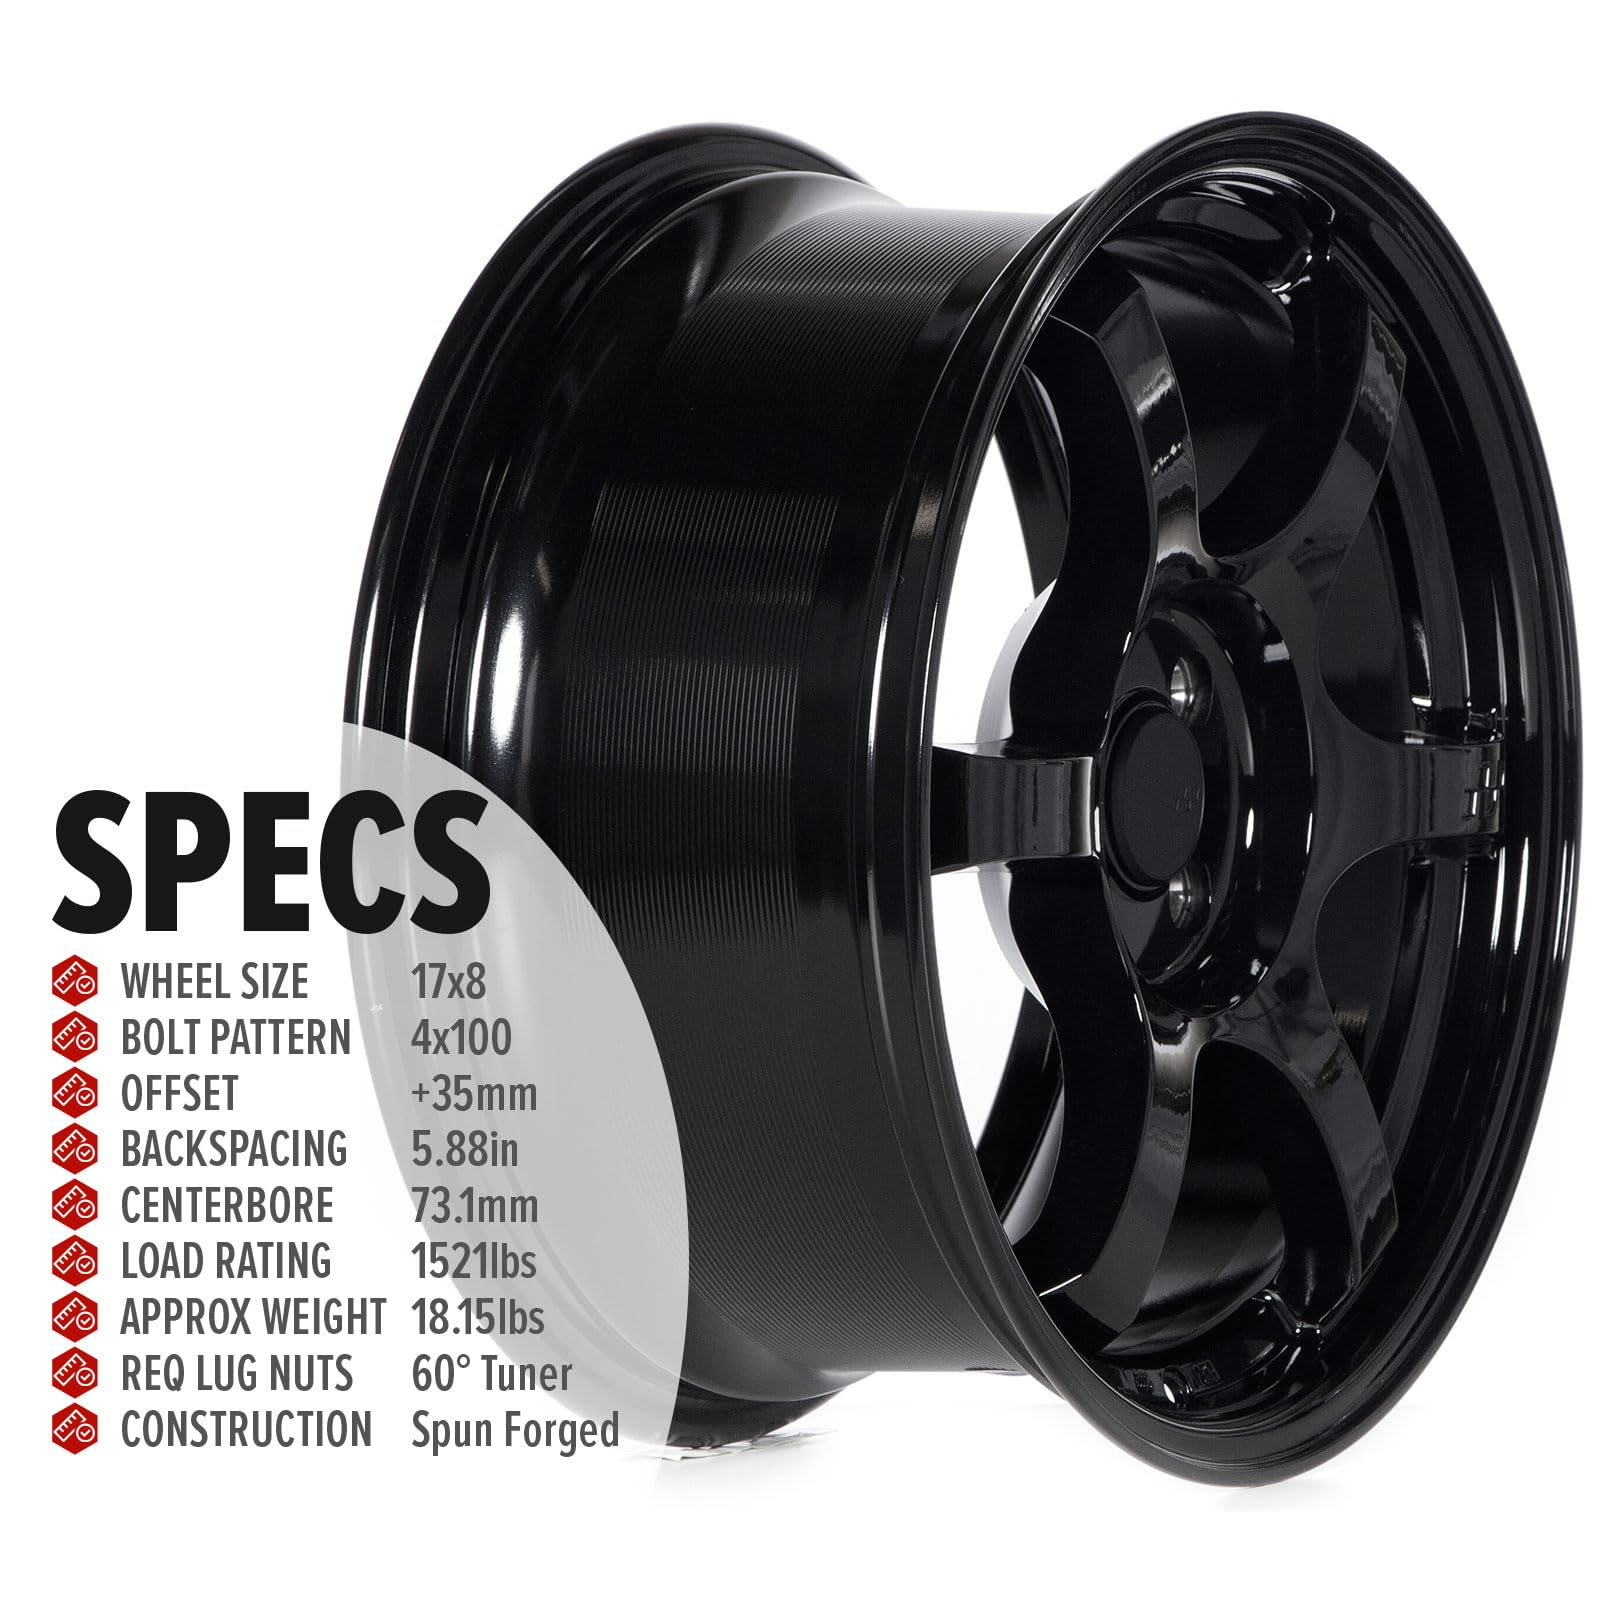 SPECS
WHEEL SIZE 17x8
BOLT PATTERN 4x100
OFFSET +35mm
BACKSPACING 5.88in
CENTERBORE 73.1mm
LOAD RATING 1521lbs
APPROX WEIGHT 18.15lbs
REQ LUG NUTS 60° Tuner
CONSTRUCTION Spun Forged